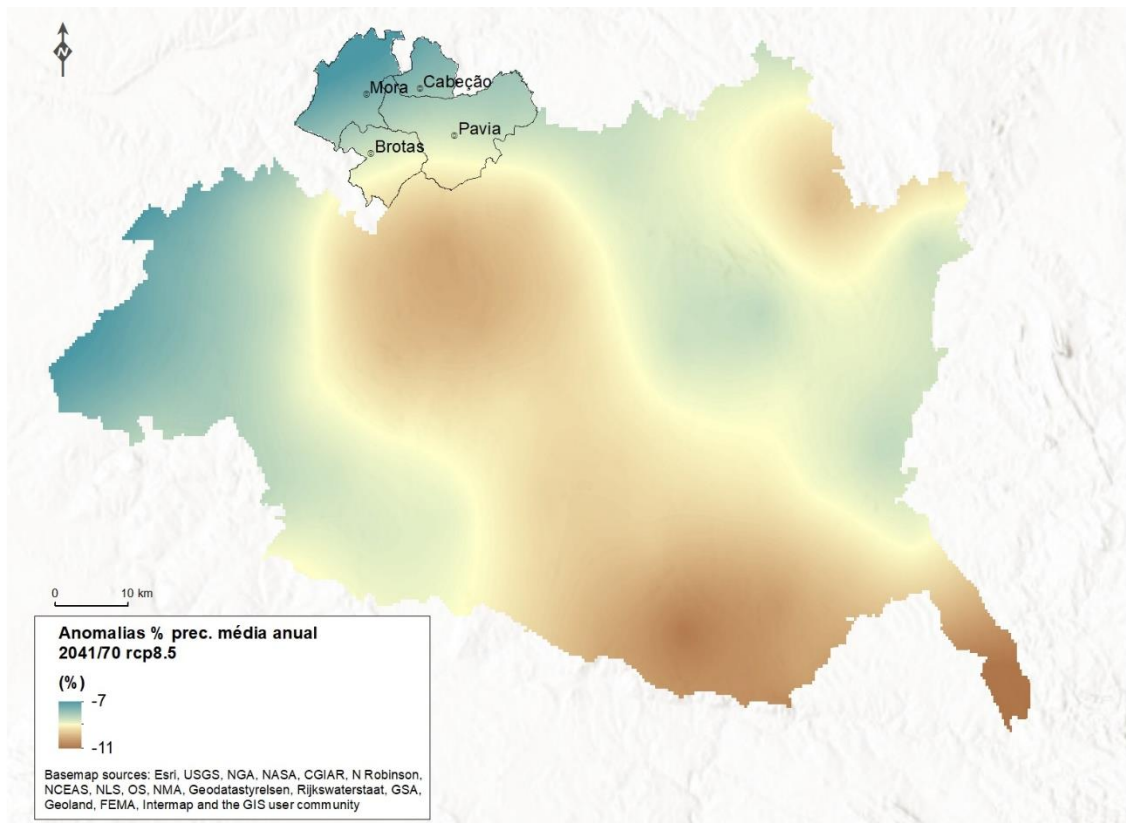 N
Mora
Cabeção
Pavia
Brotas
0 10 km
Anomalias % prec. média anual
2041/70 rcp8.5
(%)
-7
-11
Basemap sources: Esri, USGS, NGA, NASA, CGIAR, N Robinson,
NCEAS, NLS, OS, NMA, Geodatastyrelsen, Rijkswaterstaat, GSA,
Geoland, FEMA, Intermap and the GIS user community